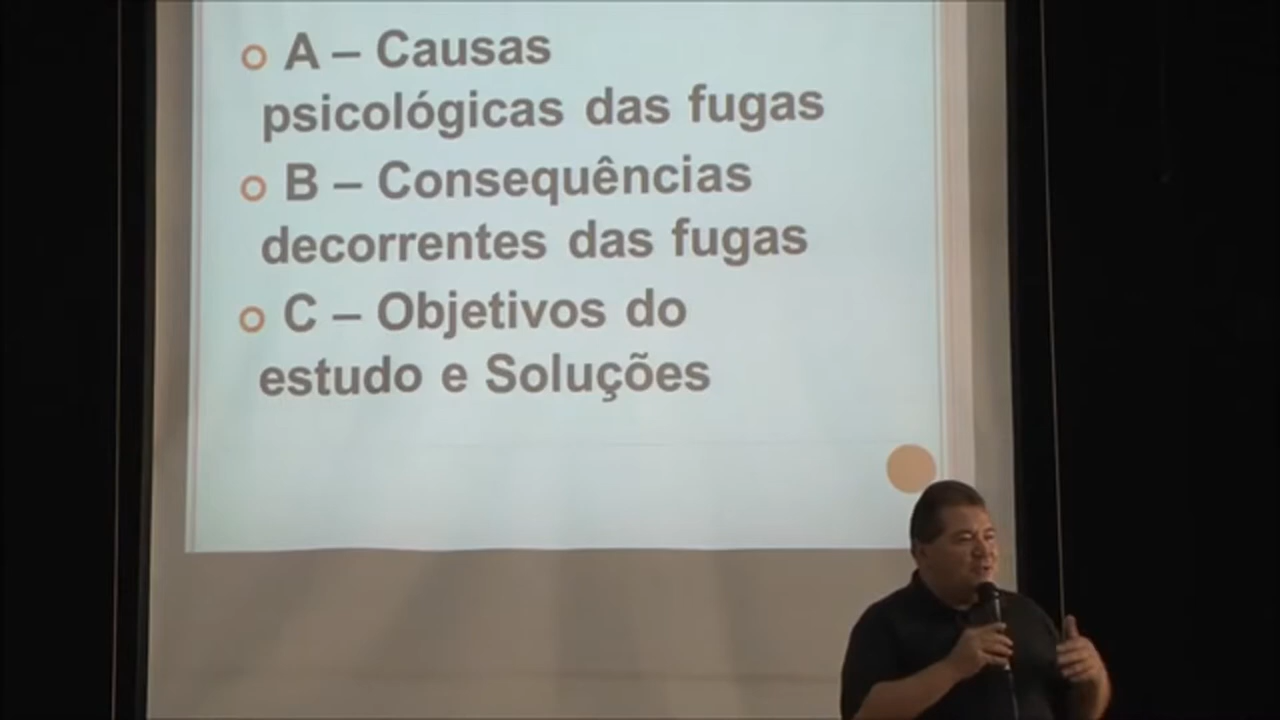 A – Causas
psicológicas das fugas
B – Consequências
decorrentes das fugas
C – Objetivos do
estudo e Soluções